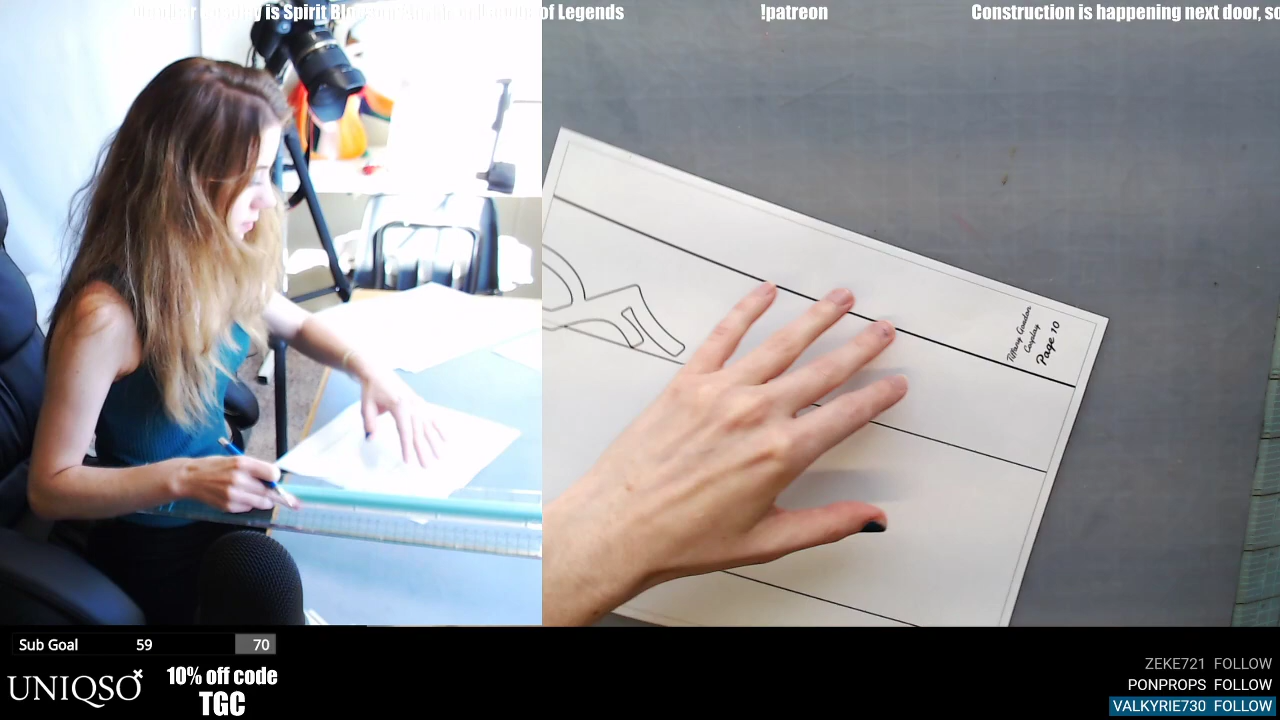 is Spirit Blossom of Legends
!patreon
Construction is happening next door, so
Tiffany Gordon
Cosplay
Page 10
Sub Goal 59 70
UNIQSO
10% off code
TGC
ZEKE721 FOLLOW
PONPROPS FOLLOW
VALKYRIE730 FOLLOW